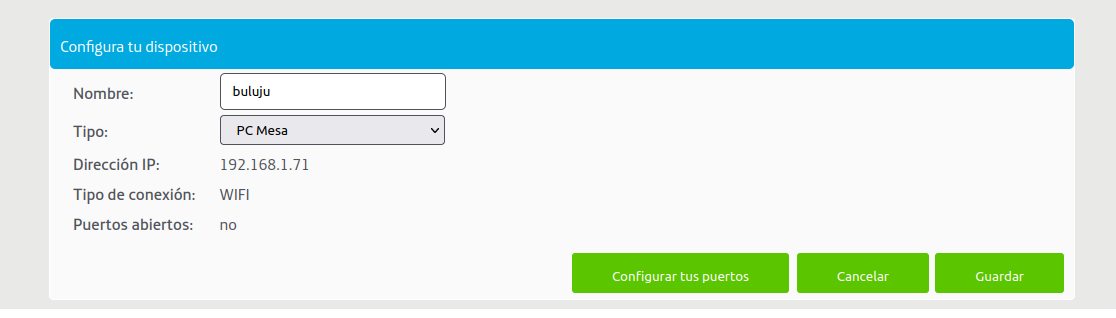 Configura tu dispositivo
Nombre: buluju
Tipo: PC Mesa
Dirección IP: 192.168.1.71
Tipo de conexión: WIFI
Puertos abiertos: no
Configurar tus puertos Cancelar Guardar